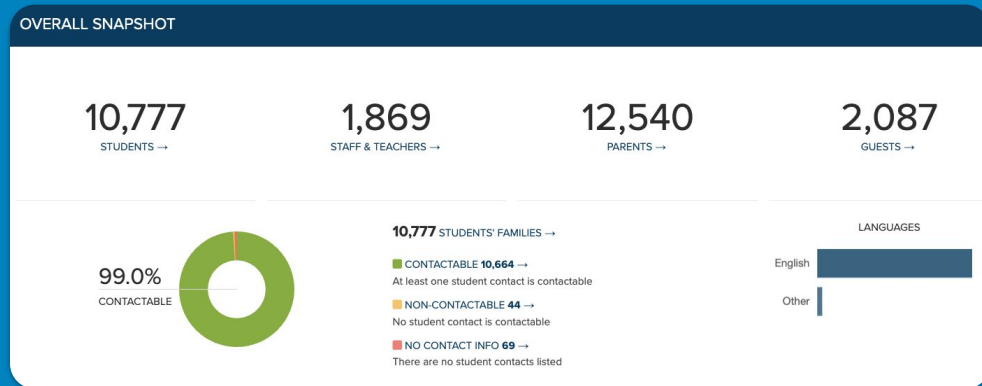 OVERALL SNAPSHOT
10,777
STUDENTS →
1,869
STAFF & TEACHERS →
12,540
PARENTS →
2,087
GUESTS →
99.0%
CONTACTABLE
10,777 STUDENTS' FAMILIES →
CONTACTABLE 10,664 →
At least one student contact is contactable
NON-CONTACTABLE 44 →
No student contact is contactable
NO CONTACT INFO 69 →
There are no student contacts listed
LANGUAGES
English
Other